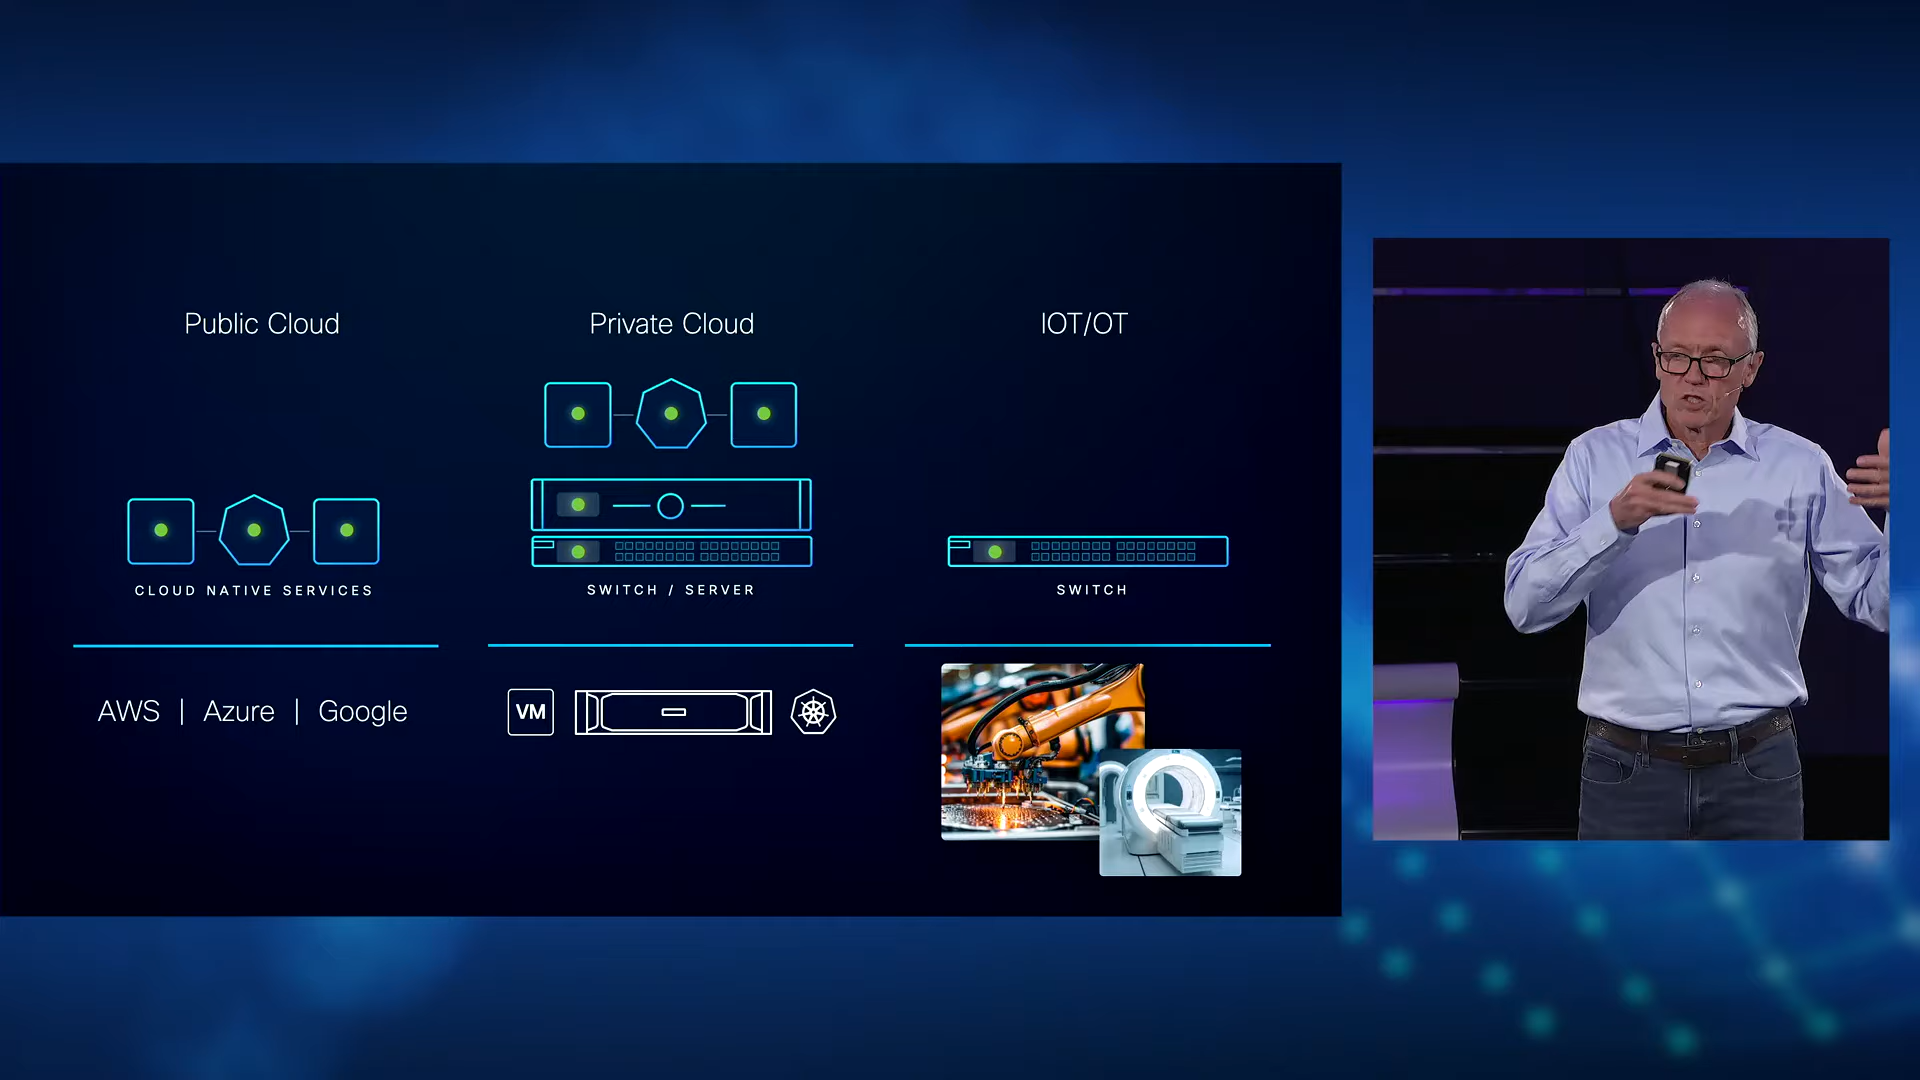 Public Cloud
CLOUD NATIVE SERVICES
AWS | Azure | Google
Private Cloud
SWITCH / SERVER
VM
IOT/OT
SWITCH